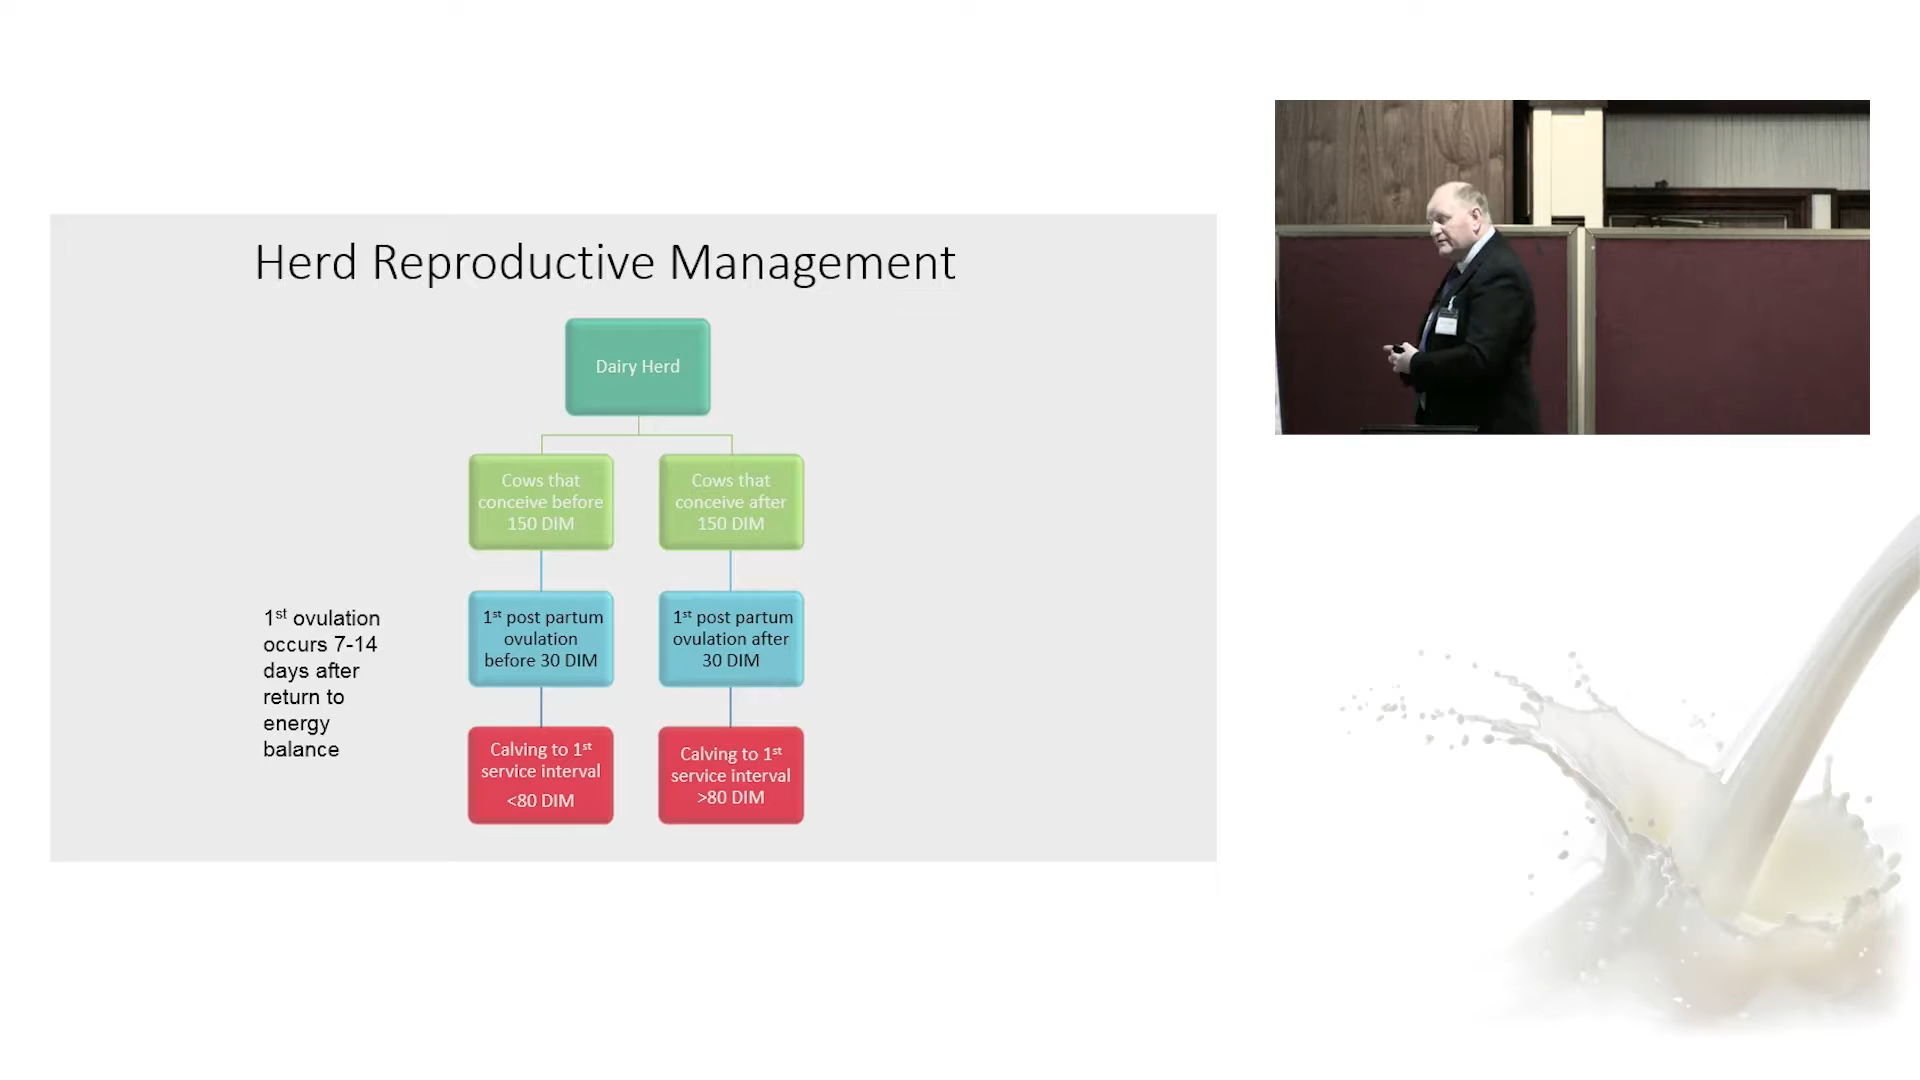 Herd Reproductive Management
Dairy Herd
Cows that
conceive before
150 DIM
Cows that
conceive after
150 DIM
1st ovulation
occurs 7-14
days after
return to
energy
balance
1st post partum
ovulation
before 30 DIM
1st post partum
ovulation after
30 DIM
Calving to 1st
service interval
<80 DIM
Calving to 1st
service interval
>80 DIM